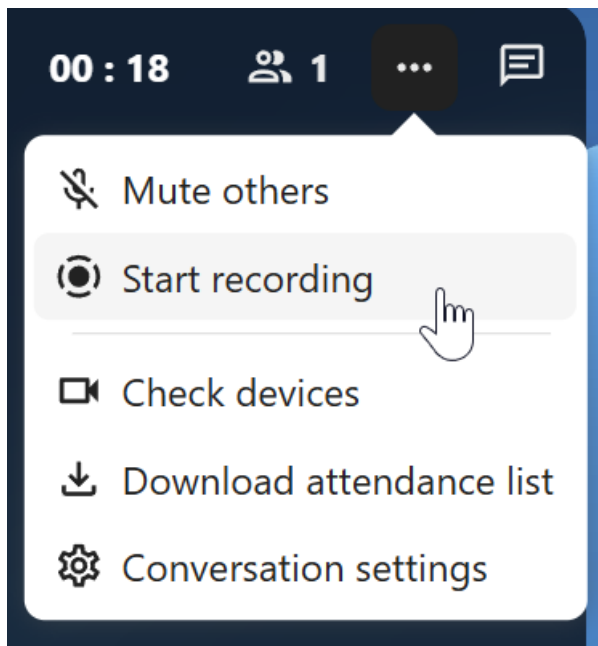 00 : 18 1
Mute others
Start recording
Check devices
Download attendance list
Conversation settings